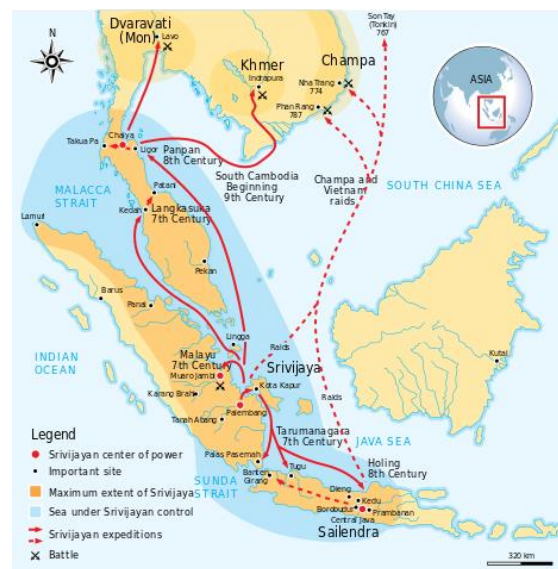 Son Tay
(Tonkin)
767
Dvaravati
(Mon)
Lavo
N
Khmer
Indrapura
Champa
Nha Trang
774
Phan Rang
787
ASIA
Chaiya
Takua Pa
Ligor
Panpan
8th Century
South Cambodia
Beginning
9th Century
Champa and
Vietnam
raids
SOUTH CHINA SEA
MALACCA
STRAIT
Patani
Kedah
Langkasuka
7th Century
Lamuri
Pekan
Barus
Panai
INDIAN
OCEAN
Lingga
Raids
Malayu
7th Century
Muaro Jambi
Srivijaya
Kota Kapur
Karang Brahi
Palembang
Tanah Abang
Kutai
Raids
Tarumanagara
7th Century
JAVA SEA
Palas Pasemah
Holing
8th Century
Banten
Girang
Tugu
SUNDA
STRAIT
Dieng
Kedu
Borobudur
Prambanan
Central Java
Sailendra
Legend
Srivijayan center of power
Important site
Maximum extent of Srivijaya
Sea under Srivijayan control
Srivijayan expeditions
Battle
320 km